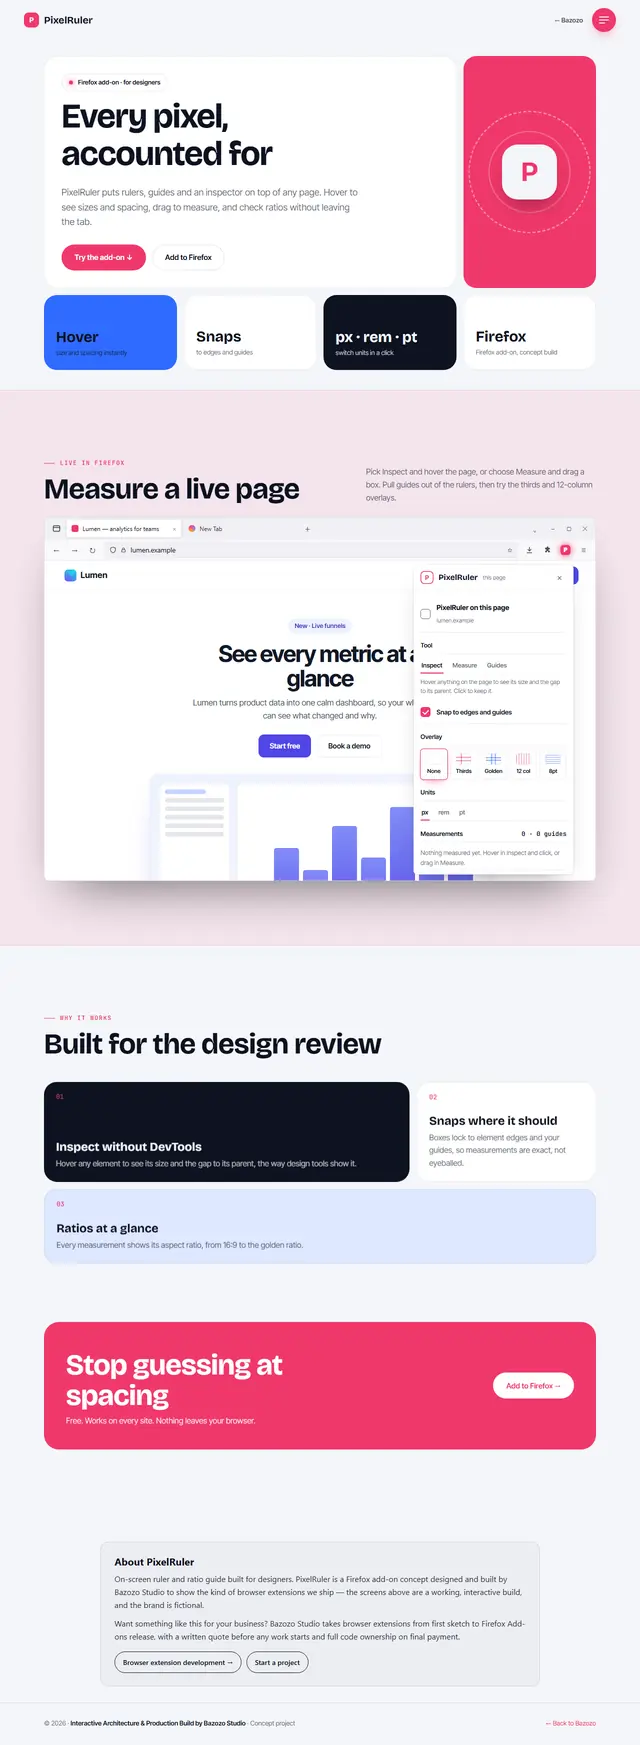 P PixelRuler
← Bazozo
Firefox add-on · for designers
Every pixel,
accounted for
PixelRuler puts rulers, guides and an inspector on top of any page. Hover to
see sizes and spacing, drag to measure, and check ratios without leaving
the tab.
Try the add-on ↓
Add to Firefox
P
Hover
size and spacing instantly
Snaps
to edges and guides
px · rem · pt
switch units in a click
Firefox
Firefox add-on, concept build
LIVE IN FIREFOX
Measure a live page
Pick Inspect and hover the page, or choose Measure and drag a
box. Pull guides out of the rulers, then try the thirds and 12-column
overlays.
Lumen — analytics for teams
New Tab
lumen.example
P
Lumen
New · Live funnels
See every metric at a
glance
Lumen turns product data into one calm dashboard, so your
can see what changed and why.
Start free
Book a demo
P PixelRuler this page
PixelRuler on this page
lumen.example
Tool
Inspect Measure Guides
Hover anything on the page to see its size and the gap
to its parent. Click to keep it.
Snap to edges and guides
Overlay
None Thirds Golden 12 col 8pt
Units
px rem pt
Measurements 0 · 0 guides
Nothing measured yet. Hover in Inspect and click, or
drag in Measure.
WHY IT WORKS
Built for the design review
01
Inspect without DevTools
Hover any element to see its size and the gap to its parent, the way design tools show it.
02
Snaps where it should
Boxes lock to element edges and your
guides, so measurements are exact, not
eyeballed.
03
Ratios at a glance
Every measurement shows its aspect ratio, from 16:9 to the golden ratio.
Stop guessing at
spacing
Free. Works on every site. Nothing leaves your browser.
Add to Firefox →
About PixelRuler
On-screen ruler and ratio guide built for designers. PixelRuler is a Firefox add-on concept designed and built by
Bazozo Studio to show the kind of browser extensions we ship — the screens above are a working, interactive build,
and the brand is fictional.
Want something like this for your business? Bazozo Studio takes browser extensions from first sketch to Firefox Add-
ons release, with a written quote before any work starts and full code ownership on final payment.
Browser extension development →
Start a project
© 2026 · Interactive Architecture & Production Build by Bazozo Studio · Concept project
← Back to Bazozo